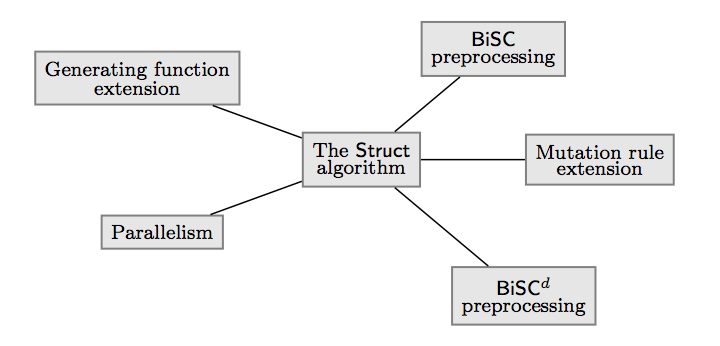 BiSC
preprocessing
Generating function
extension
The Struct
algorithm
Mutation rule
extension
Parallelism
BiSC^d
preprocessing